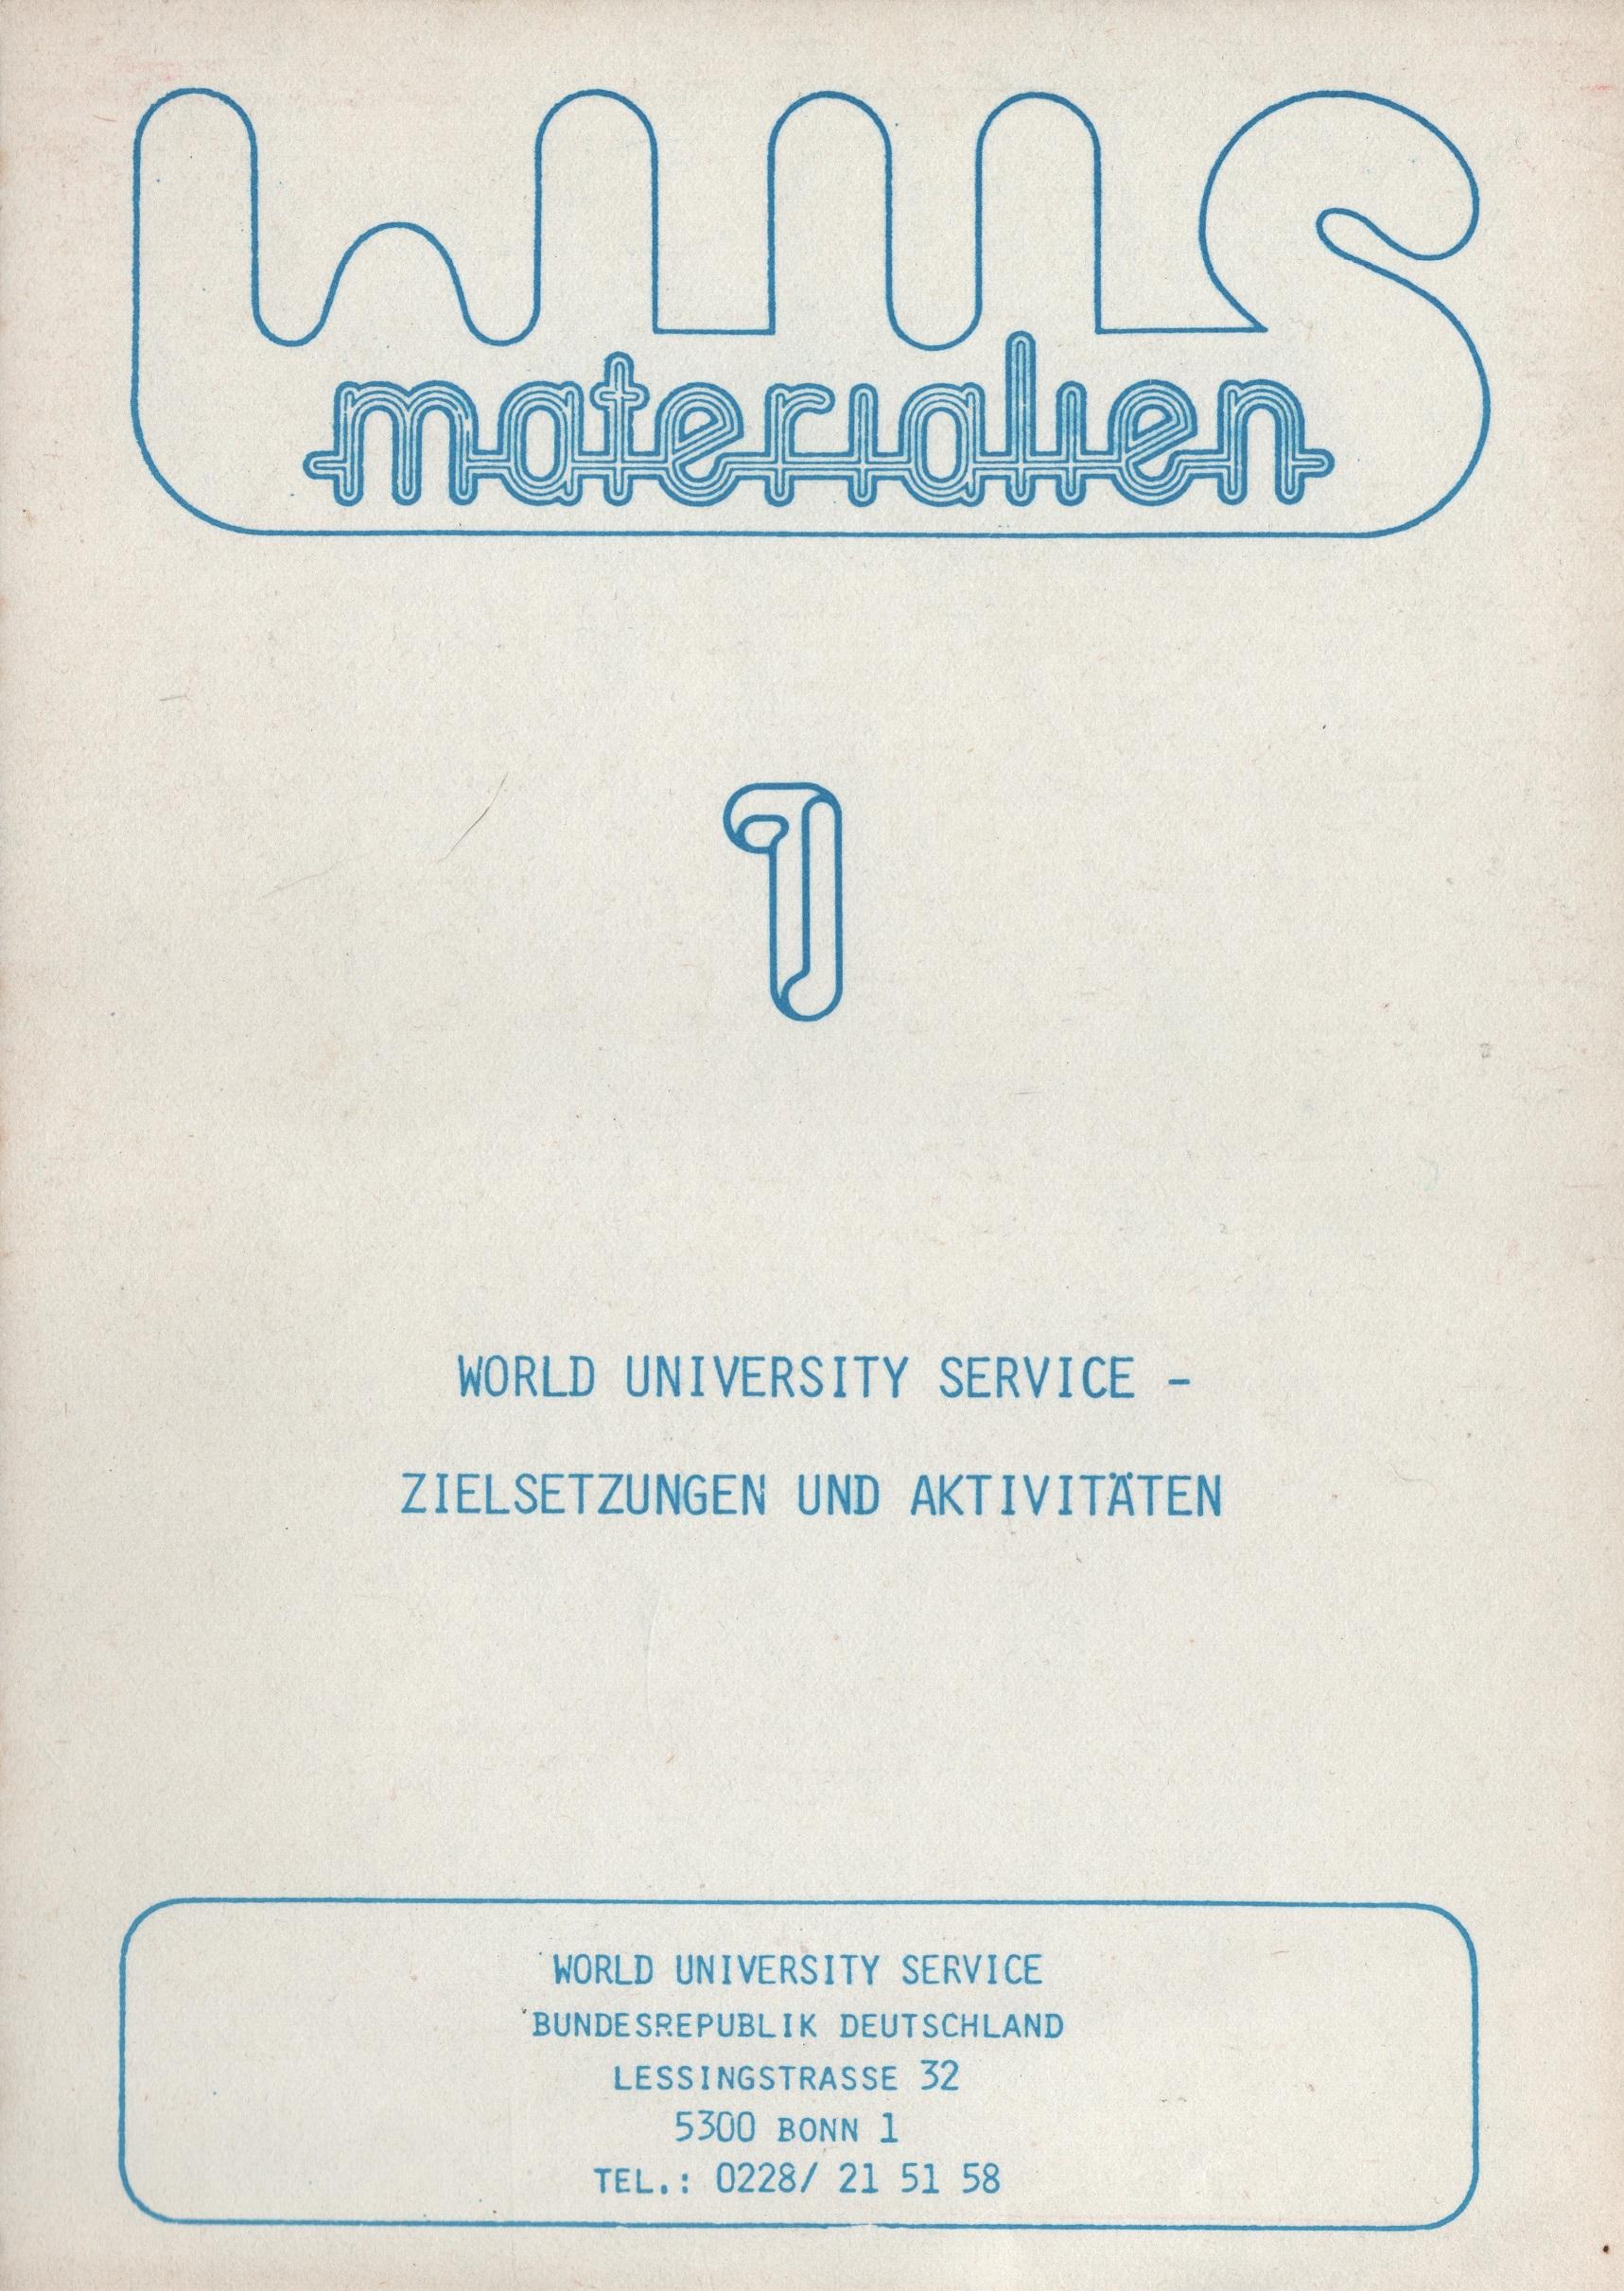 WUS
materialien
1
WORLD UNIVERSITY SERVICE -
ZIELSETZUNGEN UND AKTIVITÄTEN
WORLD UNIVERSITY SERVICE
BUNDESREPUBLIK DEUTSCHLAND
LESSINGSTRASSE 32
5300 BONN 1
TEL.: 0228/ 21 51 58